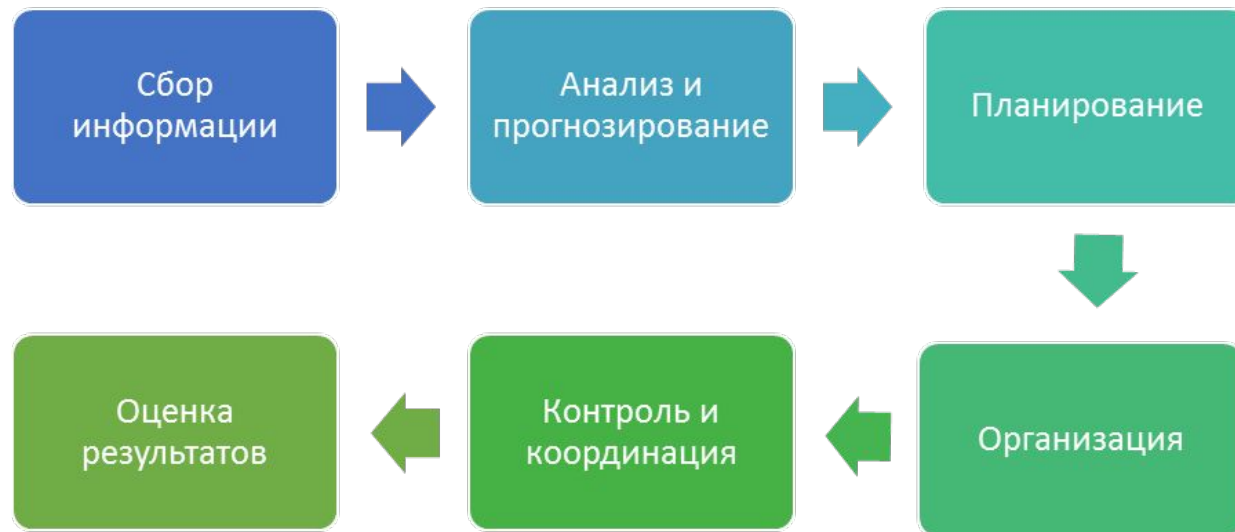 Сбор
информации
Анализ и
прогнозирование
Планирование
Организация
Контроль и
координация
Оценка
результатов